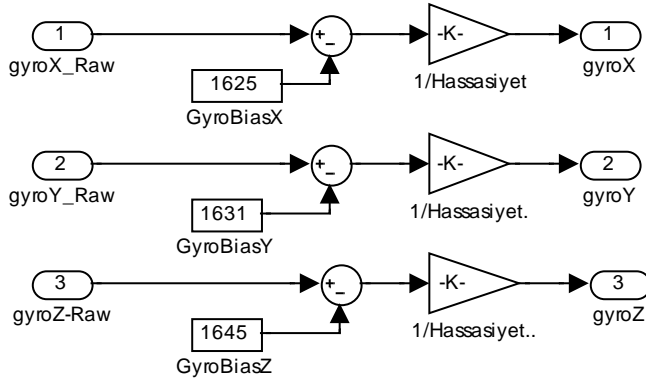 1
gyroX_Raw
+
-
1625
GyroBiasX
-K-
1/Hassasiyet
1
gyroX
2
gyroY_Raw
+
-
1631
GyroBiasY
-K-
1/Hassasiyet.
2
gyroY
3
gyroZ-Raw
+
-
1645
GyroBiasZ
-K-
1/Hassasiyet..
3
gyroZ